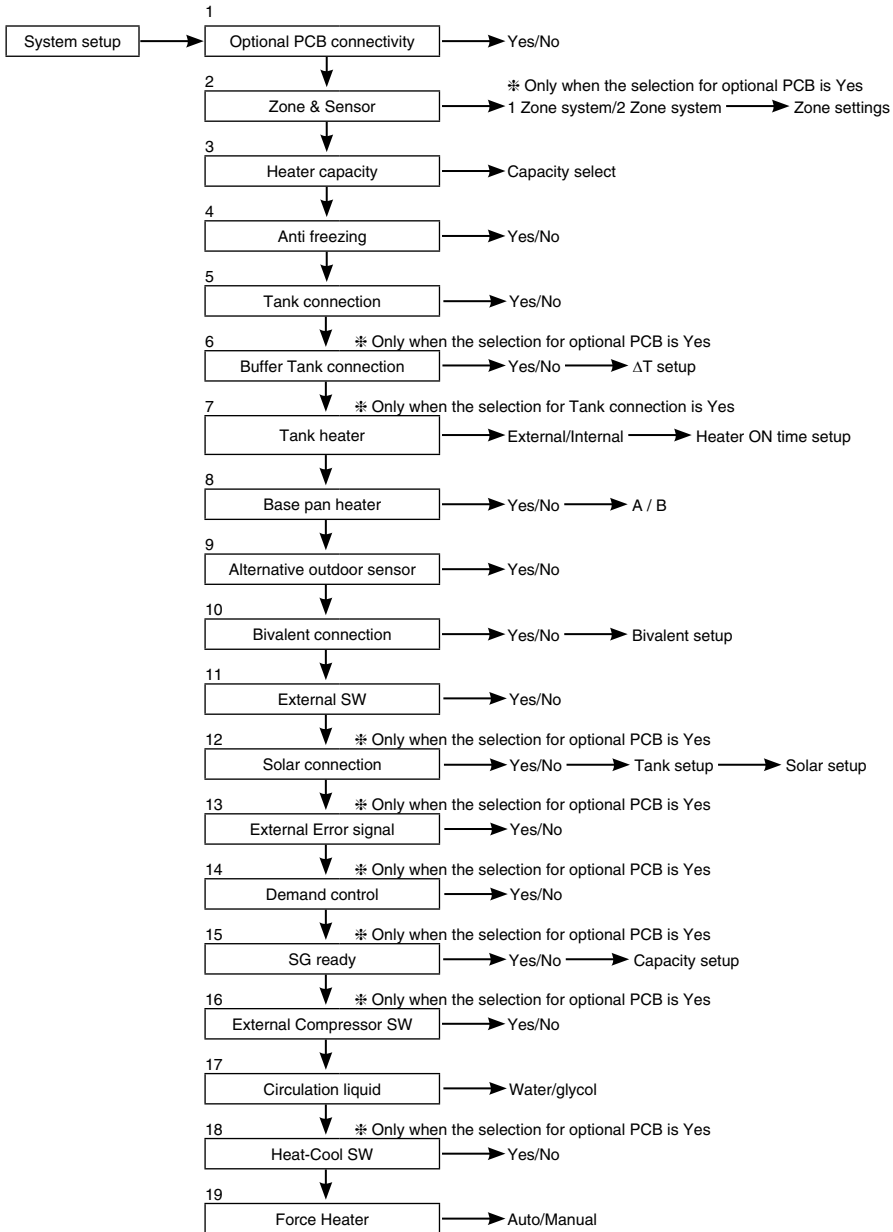 1
System setup Optional PCB connectivity Yes/No
2 ⁜ Only when the selection for optional PCB is Yes
Zone & Sensor 1 Zone system/2 Zone system Zone settings
3
Heater capacity Capacity select
4
Anti freezing Yes/No
5
Tank connection Yes/No
6 ⁜ Only when the selection for optional PCB is Yes
Buffer Tank connection Yes/No ΔT setup
7 ⁜ Only when the selection for Tank connection is Yes
Tank heater External/Internal Heater ON time setup
8
Base pan heater Yes/No A / B
9
Alternative outdoor sensor Yes/No
10
Bivalent connection Yes/No Bivalent setup
11
External SW Yes/No
12 ⁜ Only when the selection for optional PCB is Yes
Solar connection Yes/No Tank setup Solar setup
13 ⁜ Only when the selection for optional PCB is Yes
External Error signal Yes/No
14 ⁜ Only when the selection for optional PCB is Yes
Demand control Yes/No
15 ⁜ Only when the selection for optional PCB is Yes
SG ready Yes/No Capacity setup
16 ⁜ Only when the selection for optional PCB is Yes
External Compressor SW Yes/No
17
Circulation liquid Water/glycol
18 ⁜ Only when the selection for optional PCB is Yes
Heat-Cool SW Yes/No
19
Force Heater Auto/Manual